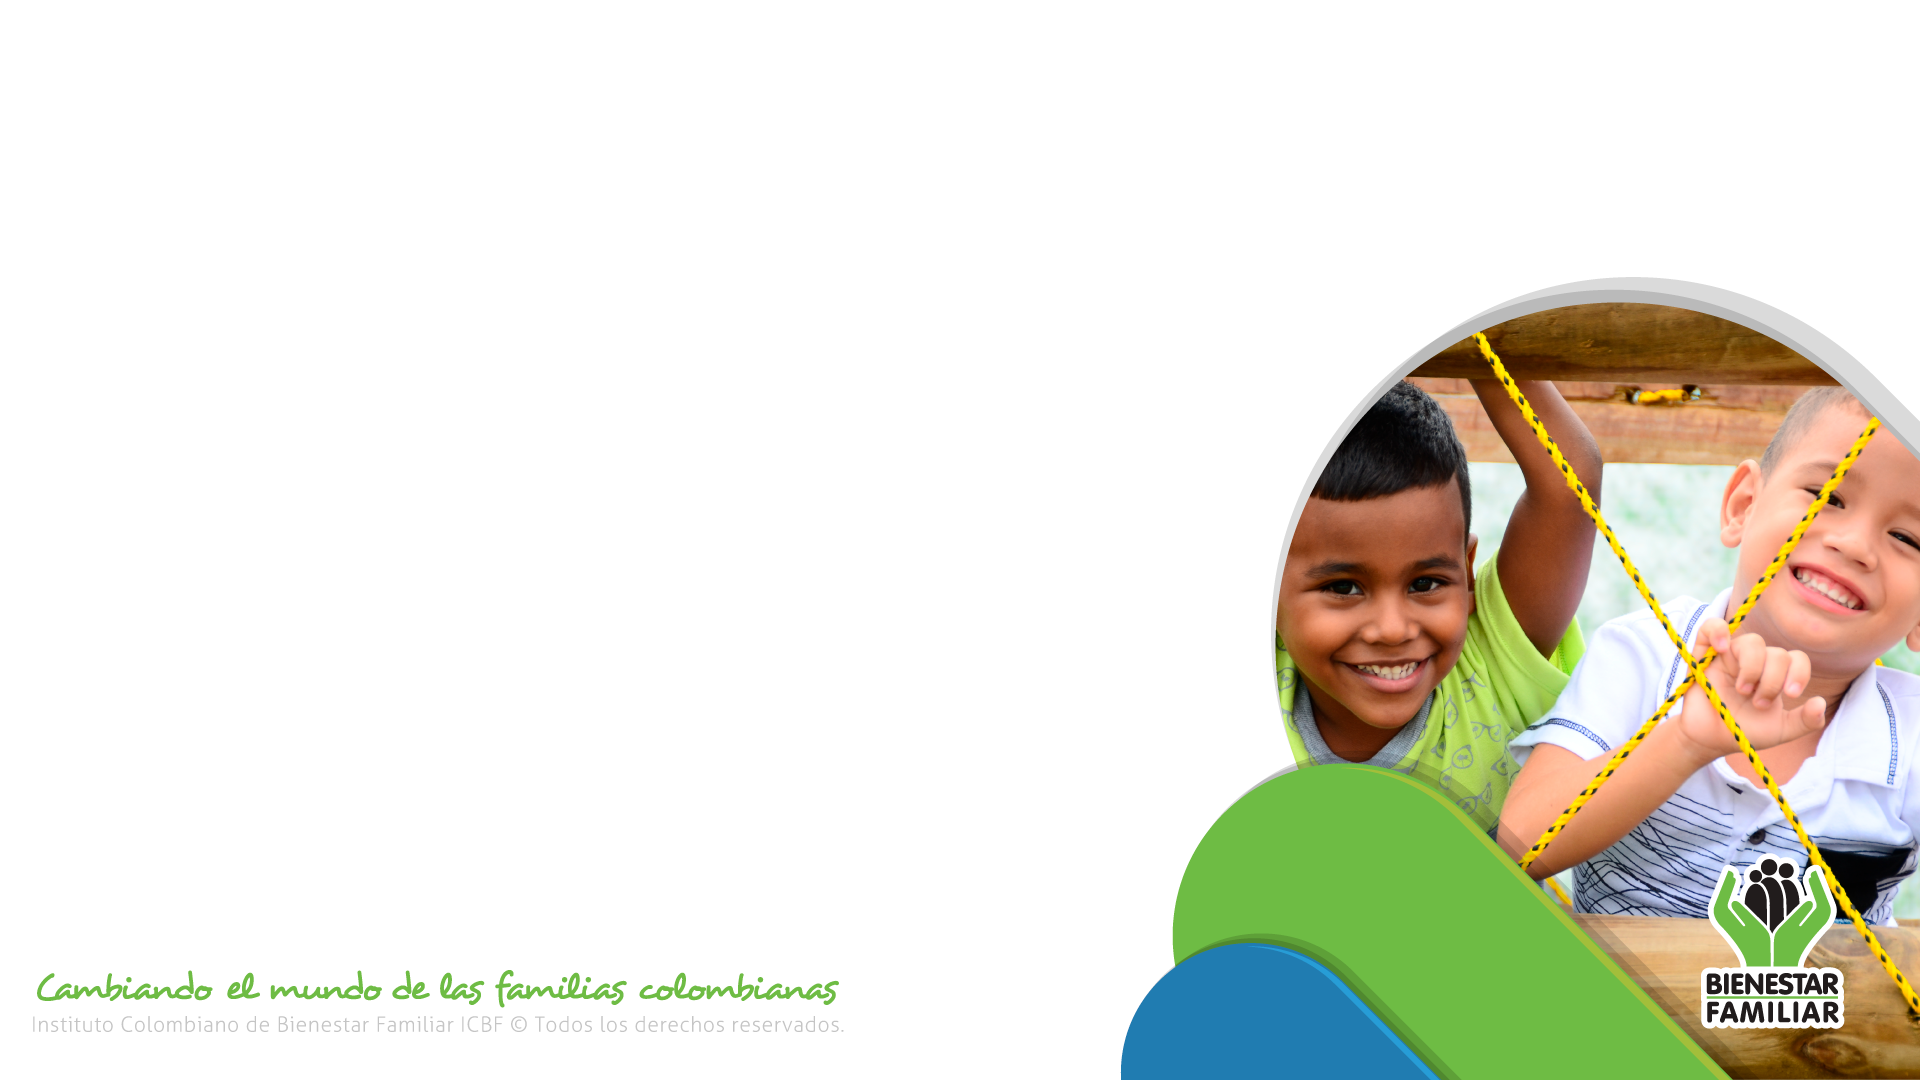 Cambiando el mundo de las familias colombianas
Instituto Colombiano de Bienestar Familiar ICBF © Todos los derechos reservados.
BIENESTAR
FAMILIAR